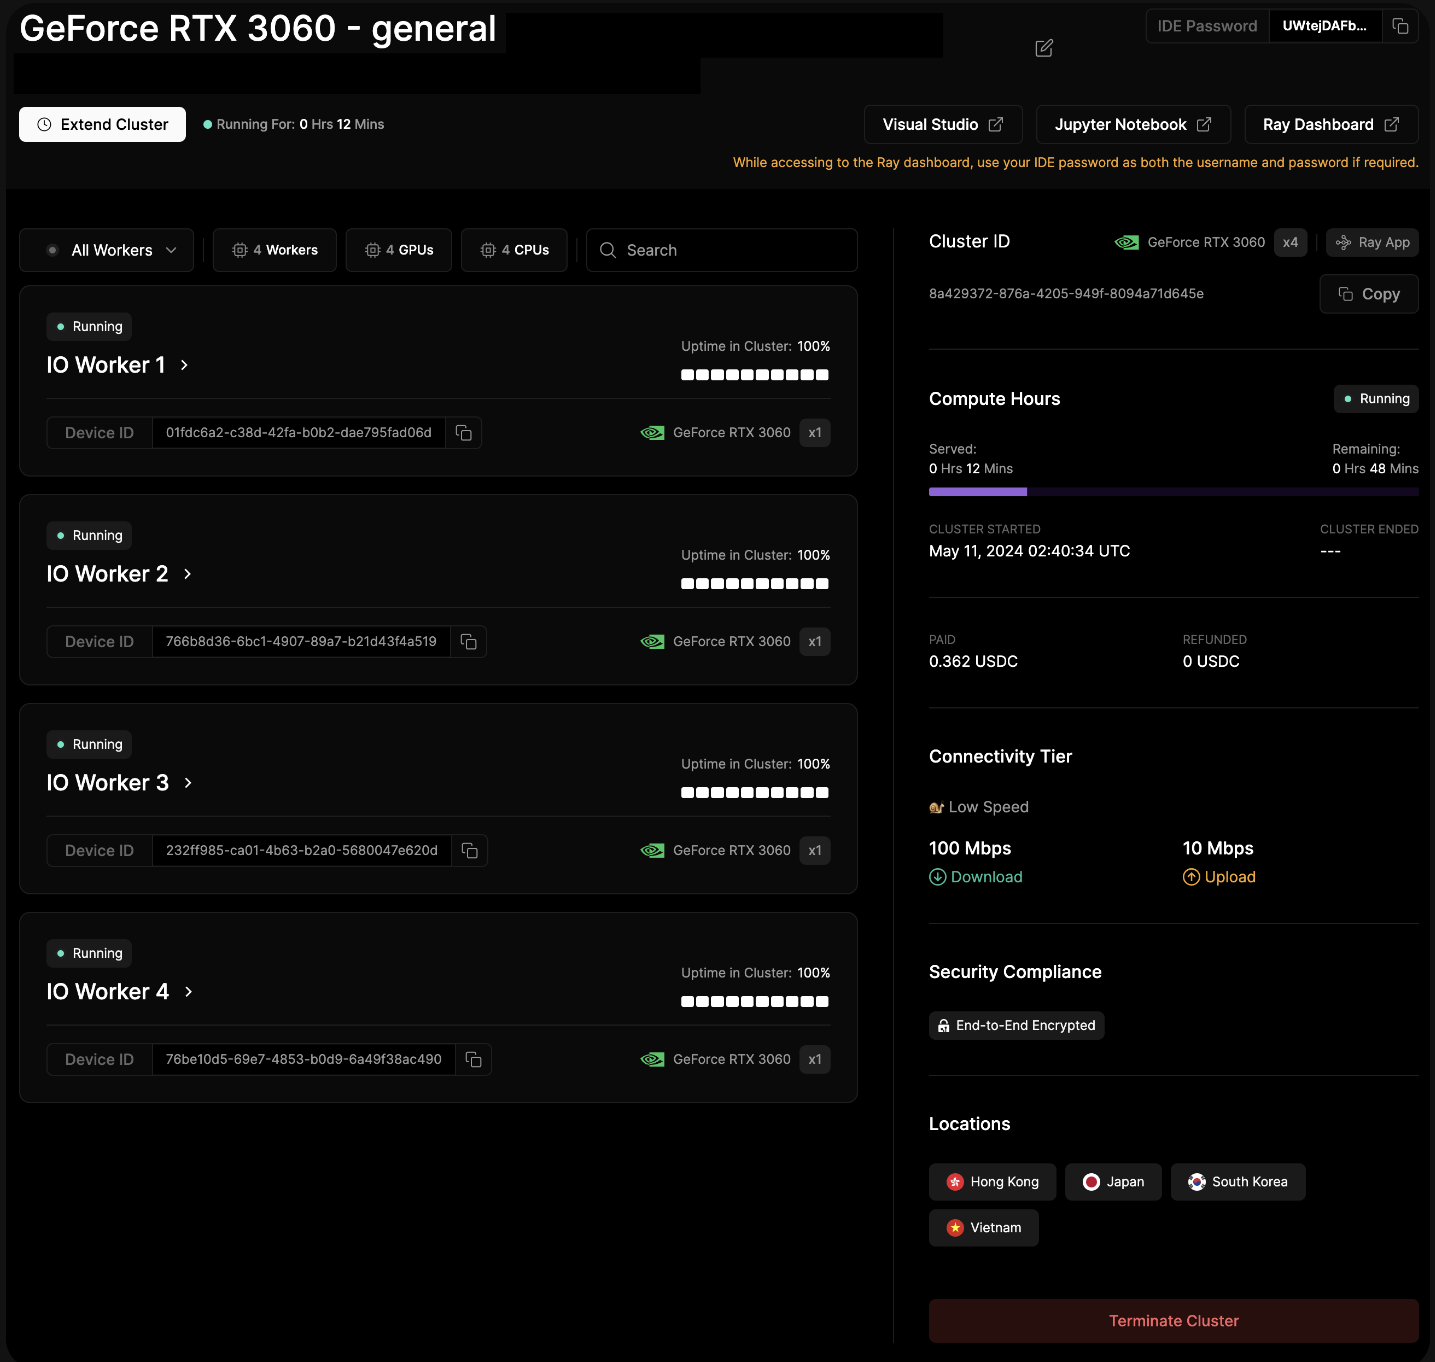 GeForce RTX 3060 - general
IDE Password UWtejDAFb...
Extend Cluster
Running For: 0 Hrs 12 Mins
Visual Studio
Jupyter Notebook
Ray Dashboard
While accessing to the Ray dashboard, use your IDE password as both the username and password if required.
All Workers
4 Workers
4 GPUs
4 CPUs
Search
Running
IO Worker 1
Uptime in Cluster: 100%
Device ID 01fdc6a2-c38d-42fa-b0b2-dae795fad06d
GeForce RTX 3060 x1
Running
IO Worker 2
Uptime in Cluster: 100%
Device ID 766b8d36-6bc1-4907-89a7-b21d43f4a519
GeForce RTX 3060 x1
Running
IO Worker 3
Uptime in Cluster: 100%
Device ID 232ff985-ca01-4b63-b2a0-5680047e620d
GeForce RTX 3060 x1
Running
IO Worker 4
Uptime in Cluster: 100%
Device ID 76be10d5-69e7-4853-b0d9-6a49f38ac490
GeForce RTX 3060 x1
Cluster ID
GeForce RTX 3060 x4
Ray App
8a429372-876a-4205-949f-8094a71d645e
Copy
Compute Hours
Running
Served:
0 Hrs 12 Mins
Remaining:
0 Hrs 48 Mins
CLUSTER STARTED
May 11, 2024 02:40:34 UTC
CLUSTER ENDED
---
PAID
0.362 USDC
REFUNDED
0 USDC
Connectivity Tier
Low Speed
100 Mbps
Download
10 Mbps
Upload
Security Compliance
End-to-End Encrypted
Locations
Hong Kong
Japan
South Korea
Vietnam
Terminate Cluster